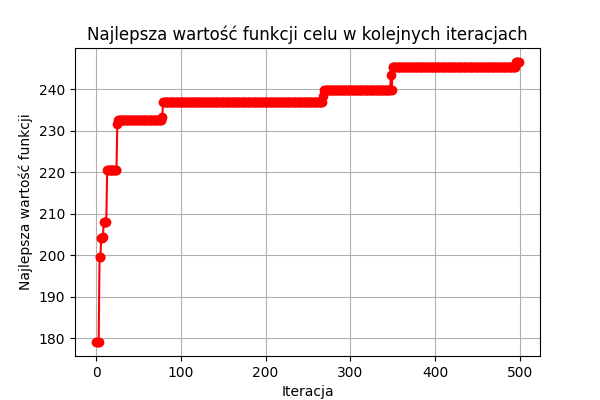 Najlepsza wartość funkcji celu w kolejnych iteracjach
Najlepsza wartość funkcji
240
230
220
210
200
190
180
0 100 200 300 400 500
Iteracja